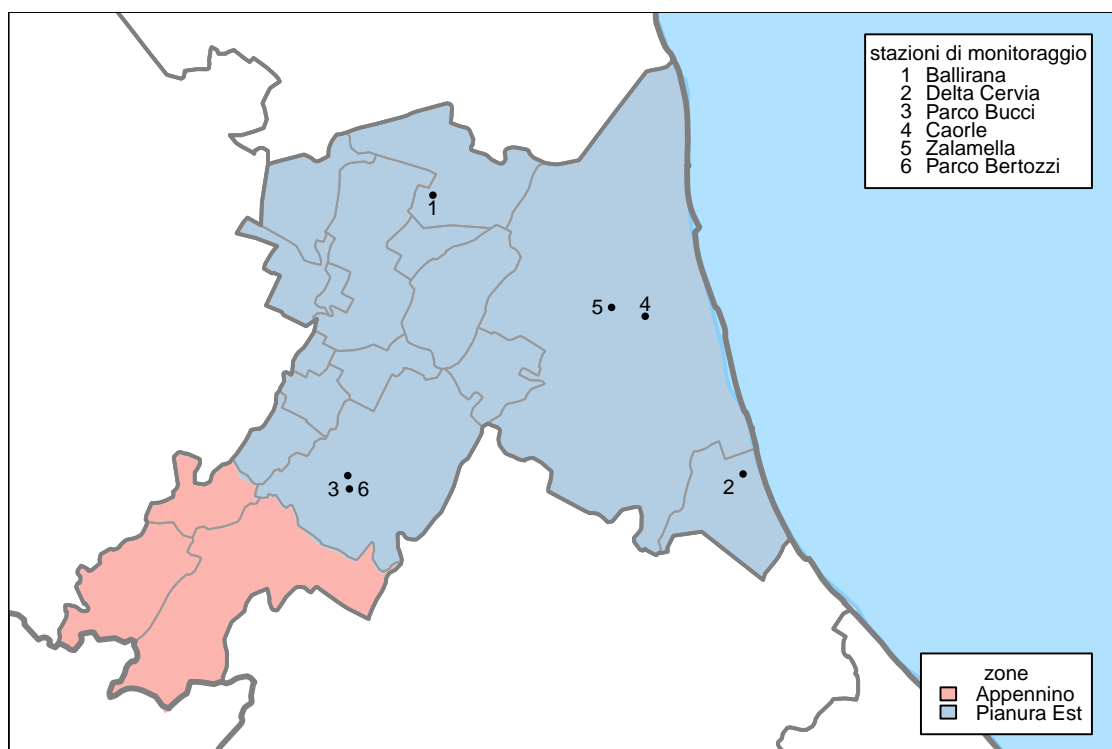 stazioni di monitoraggio
1 Ballirana
2 Delta Cervia
3 Parco Bucci
4 Caorle
5 Zalamella
6 Parco Bertozzi
1
5 4
2
3 6
zone
Appennino
Pianura Est